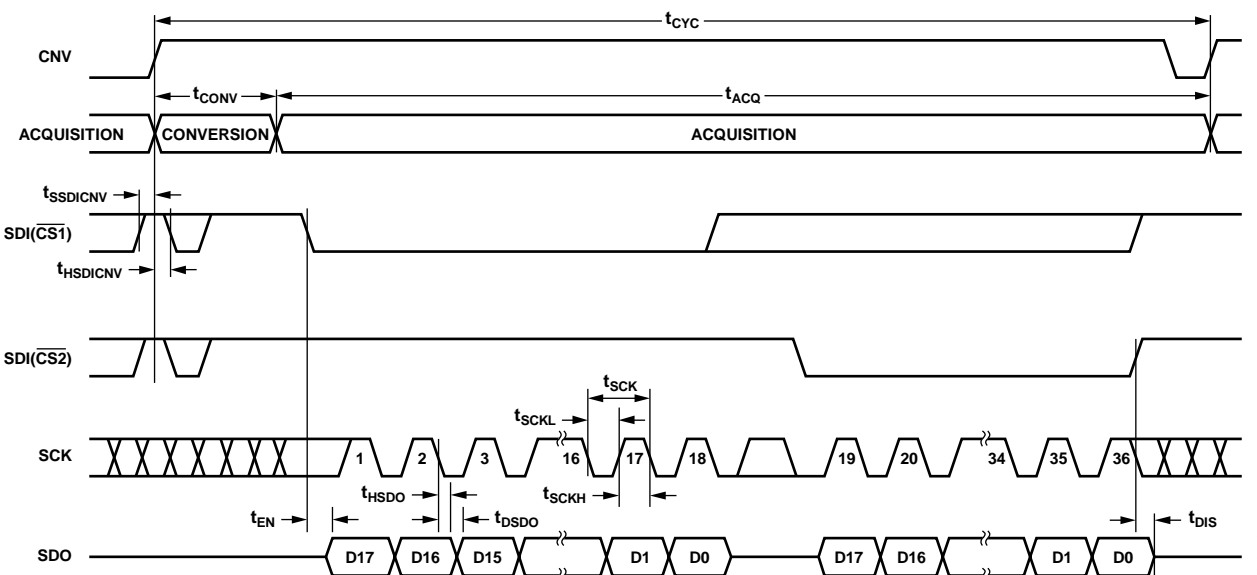 tCYC
CNV
tCONV
tACQ
ACQUISITION
CONVERSION
ACQUISITION
tSSDICNV
SDI(CS1)
tHSDICNV
SDI(CS2)
tSCK
tSCKL
SCK
1 2 3 16 17 18 19 20 34 35 36
tHSDO
tSCKH
tEN
tDSDO
tDIS
SDO
D17 D16 D15 D1 D0 D17 D16 D1 D0